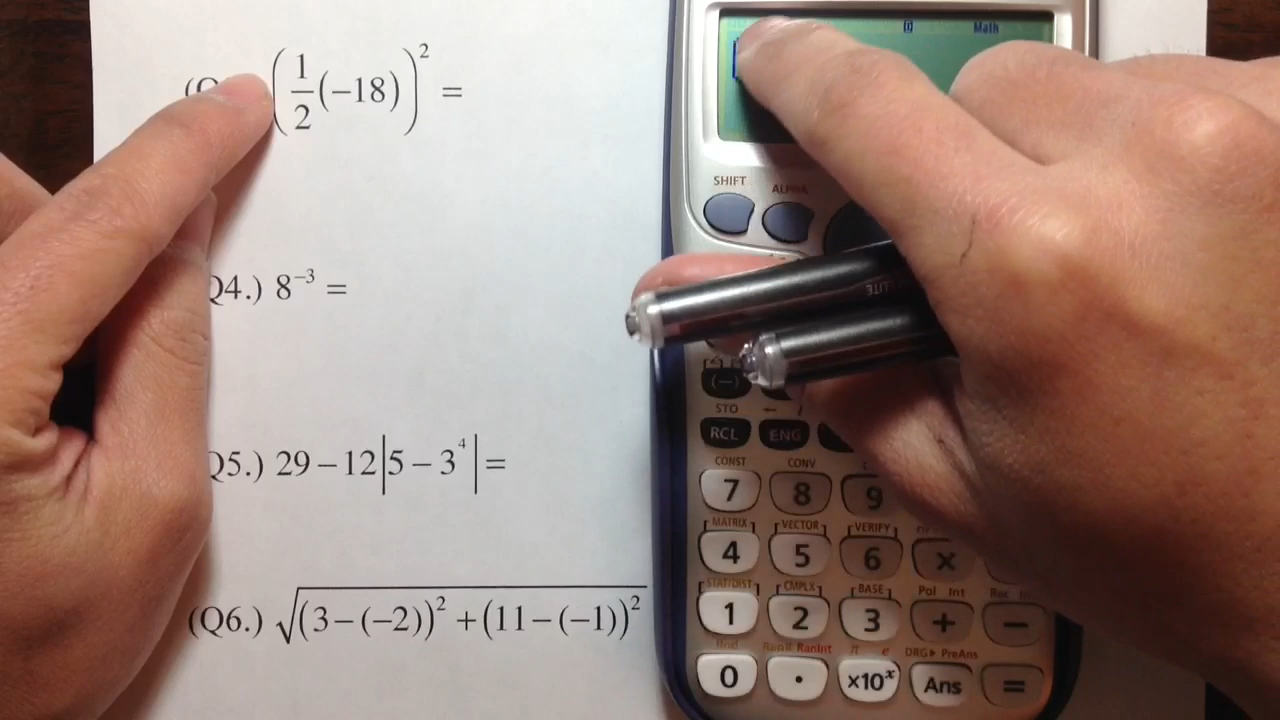 (Q (1/2(−18))² =
D Math
SHIFT ALPHA
Q4.) 8⁻³ =
(−)
STO ←
RCL ENG
Q5.) 29 − 12|5 − 3⁴| =
CONST CONV
7 8 9
MATRIX VECTOR VERIFY
4 5 6 ×
STAT/DIST CMPLX BASE Pol Int Rec In
1 2 3 + −
(Q6.) √((3−(−2))² + (11−(−1))²)
Rnd Ran# RanInt π e DRG▶ PreAns
0 • ×10ˣ Ans =